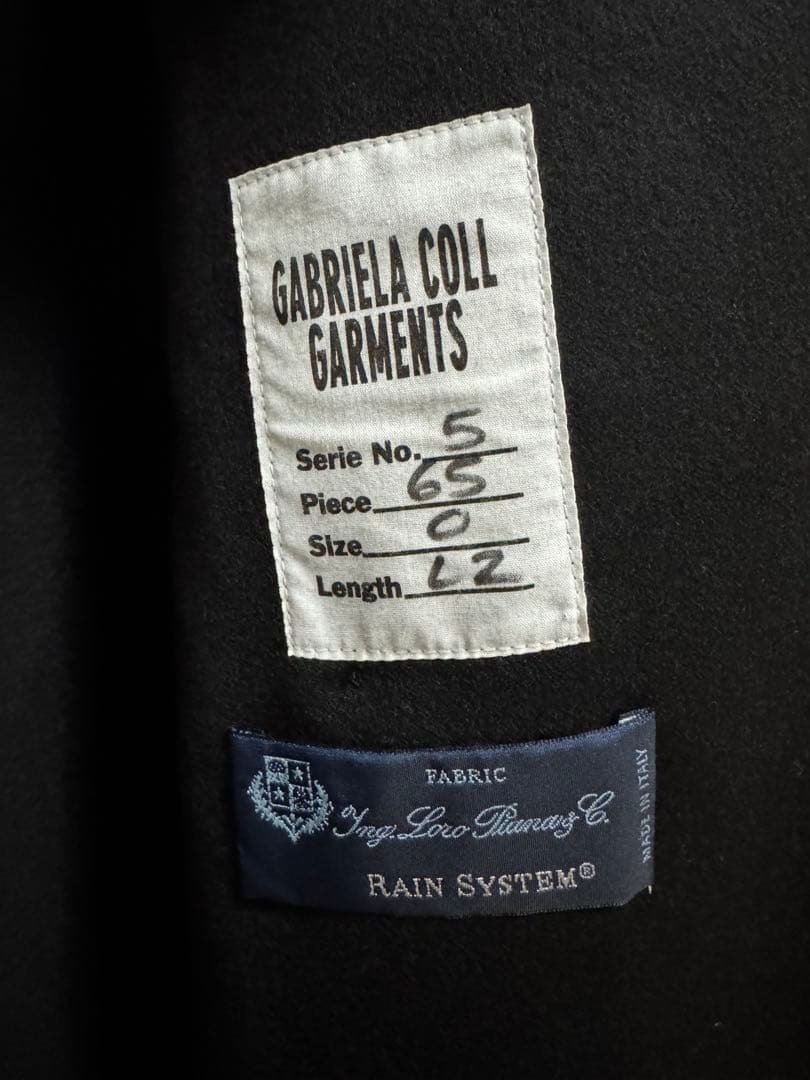 GABRIELA COLL
GARMENTS
Serie No. 5
Piece 65
Size 0
Length L2
FABRIC
Ing. Loro Piana & C.
RAIN SYSTEM®
MADE IN ITALY